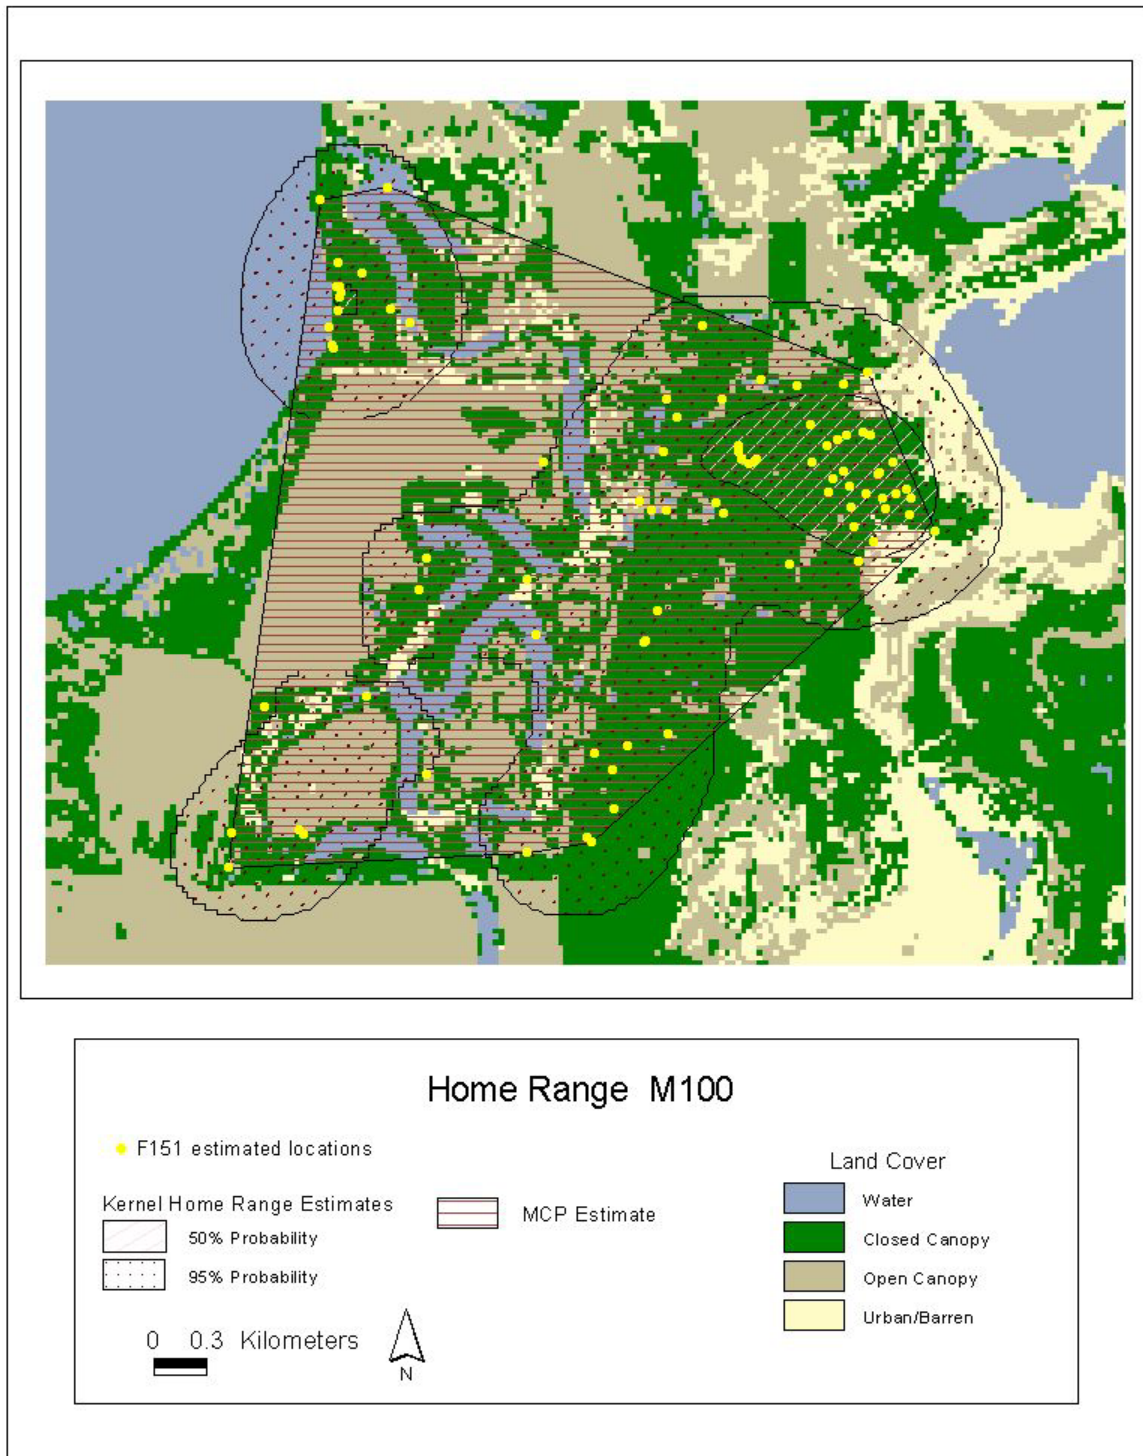 Home Range M100
F151 estimated locations
Kernel Home Range Estimates
50% Probability
95% Probability
MCP Estimate
0 0.3 Kilometers
N
Land Cover
Water
Closed Canopy
Open Canopy
Urban/Barren